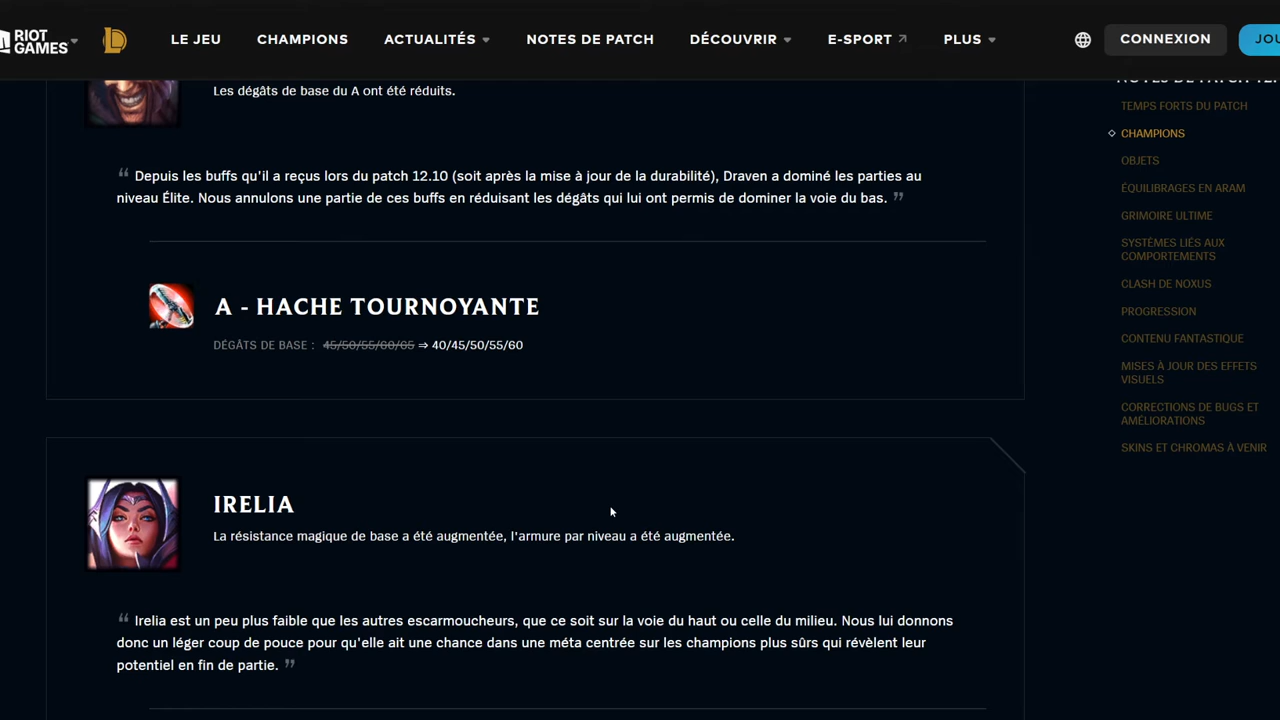 RIOT
GAMES
LE JEU
CHAMPIONS
ACTUALITÉS
NOTES DE PATCH
DÉCOUVRIR
E-SPORT
PLUS
CONNEXION
JOU
Les dégâts de base du A ont été réduits.
“ Depuis les buffs qu'il a reçus lors du patch 12.10 (soit après la mise à jour de la durabilité), Draven a dominé les parties au
niveau Élite. Nous annulons une partie de ces buffs en réduisant les dégâts qui lui ont permis de dominer la voie du bas. ”
A - HACHE TOURNOYANTE
DÉGÂTS DE BASE : 45/50/55/60/65 ⇒ 40/45/50/55/60
IRELIA
La résistance magique de base a été augmentée, l’armure par niveau a été augmentée.
“ Irelia est un peu plus faible que les autres escarmoucheurs, que ce soit sur la voie du haut ou celle du milieu. Nous lui donnons
donc un léger coup de pouce pour qu'elle ait une chance dans une méta centrée sur les champions plus sûrs qui révèlent leur
potentiel en fin de partie. ”
NOTES DE PATCH 12.
TEMPS FORTS DU PATCH
CHAMPIONS
OBJETS
ÉQUILIBRAGES EN ARAM
GRIMOIRE ULTIME
SYSTÈMES LIÉS AUX
COMPORTEMENTS
CLASH DE NOXUS
PROGRESSION
CONTENU FANTASTIQUE
MISES À JOUR DES EFFETS
VISUELS
CORRECTIONS DE BUGS ET
AMÉLIORATIONS
SKINS ET CHROMAS À VENIR